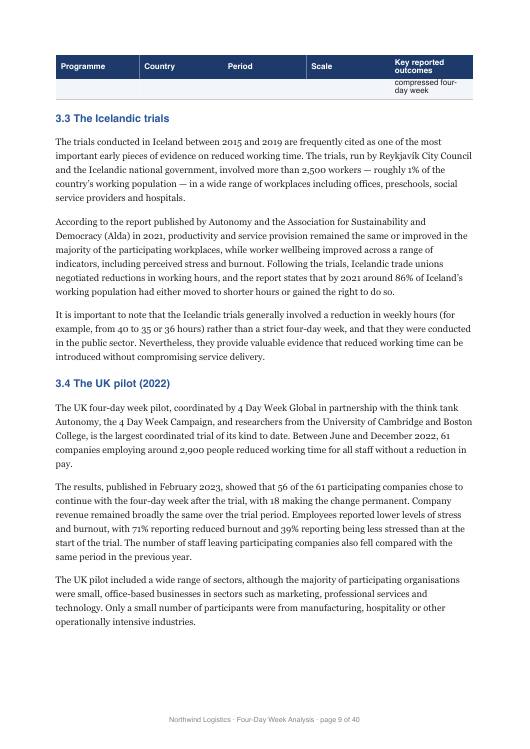 Programme Country Period Scale Key reported
outcomes
compressed four-
day week
3.3 The Icelandic trials
The trials conducted in Iceland between 2015 and 2019 are frequently cited as one of the most
important early pieces of evidence on reduced working time. The trials, run by Reykjavík City Council
and the Icelandic national government, involved more than 2,500 workers — roughly 1% of the
country's working population — in a wide range of workplaces including offices, preschools, social
service providers and hospitals.
According to the report published by Autonomy and the Association for Sustainability and
Democracy (Alda) in 2021, productivity and service provision remained the same or improved in the
majority of the participating workplaces, while worker wellbeing improved across a range of
indicators, including perceived stress and burnout. Following the trials, Icelandic trade unions
negotiated reductions in working hours, and the report states that by 2021 around 86% of Iceland's
working population had either moved to shorter hours or gained the right to do so.
It is important to note that the Icelandic trials generally involved a reduction in weekly hours (for
example, from 40 to 35 or 36 hours) rather than a strict four-day week, and that they were conducted
in the public sector. Nevertheless, they provide valuable evidence that reduced working time can be
introduced without compromising service delivery.
3.4 The UK pilot (2022)
The UK four-day week pilot, coordinated by 4 Day Week Global in partnership with the think tank
Autonomy, the 4 Day Week Campaign, and researchers from the University of Cambridge and Boston
College, is the largest coordinated trial of its kind to date. Between June and December 2022, 61
companies employing around 2,900 people reduced working time for all staff without a reduction in
pay.
The results, published in February 2023, showed that 56 of the 61 participating companies chose to
continue with the four-day week after the trial, with 18 making the change permanent. Company
revenue remained broadly the same over the trial period. Employees reported lower levels of stress
and burnout, with 71% reporting reduced burnout and 39% reporting being less stressed than at the
start of the trial. The number of staff leaving participating companies also fell compared with the
same period in the previous year.
The UK pilot included a wide range of sectors, although the majority of participating organisations
were small, office-based businesses in sectors such as marketing, professional services and
technology. Only a small number of participants were from manufacturing, hospitality or other
operationally intensive industries.
Northwind Logistics · Four-Day Week Analysis · page 9 of 40